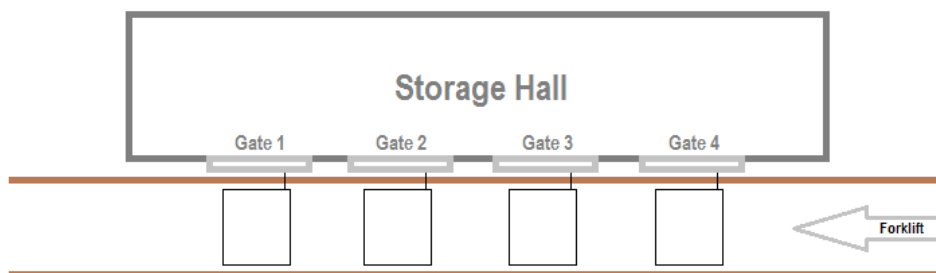 Storage Hall
Gate 1 Gate 2 Gate 3 Gate 4
Forklift